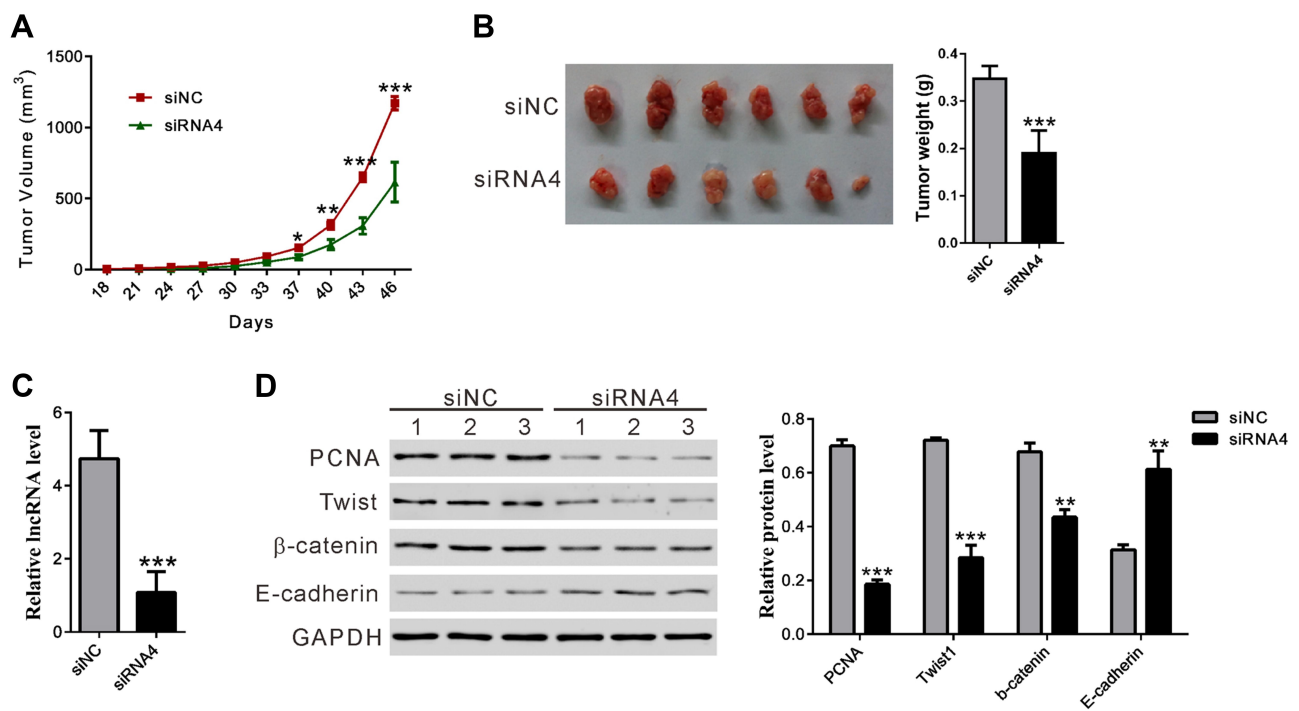 A
Tumor Volume (mm3)
1500
1000
500
0
siNC
siRNA4
*
**
***
***
18 21 24 27 30 33 37 40 43 46
Days
B
siNC
siRNA4
Tumor weight (g)
0.4
0.3
0.2
0.1
0.0
***
siNC siRNA4
C
Relative lncRNA level
6
4
2
0
***
siNC siRNA4
D
siNC siRNA4
1 2 3 1 2 3
PCNA
Twist
β-catenin
E-cadherin
GAPDH
Relative protein level
0.8
0.6
0.4
0.2
0.0
*** *** ** **
PCNA Twist1 b-catenin E-cadherin
siNC
siRNA4